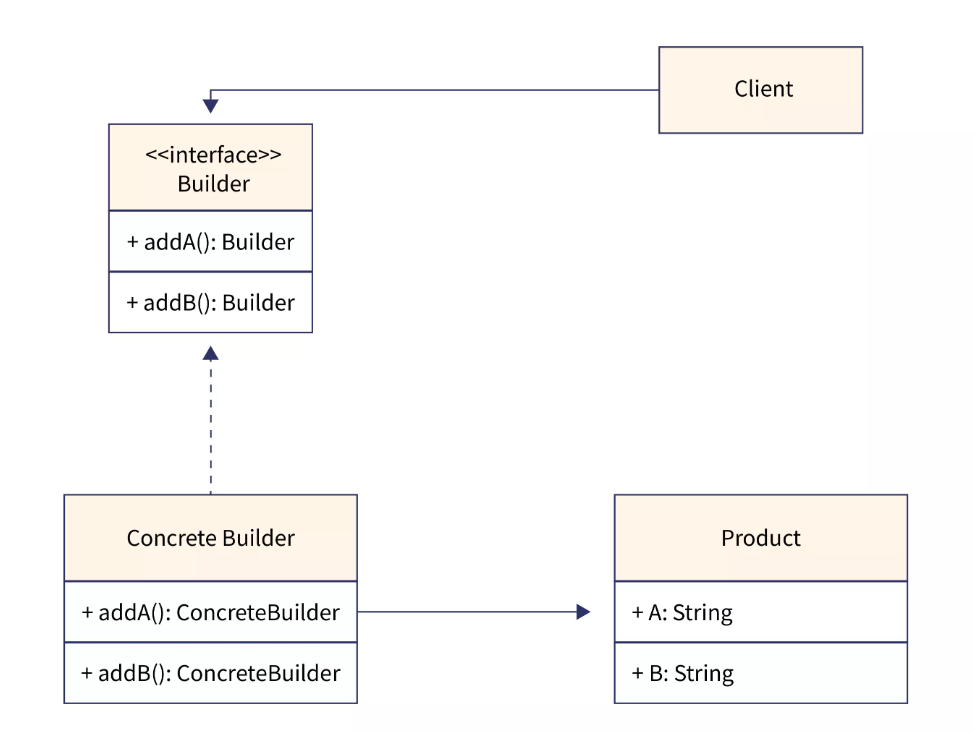 Client
<<interface>>
Builder
+ addA(): Builder
+ addB(): Builder
Concrete Builder
+ addA(): ConcreteBuilder
+ addB(): ConcreteBuilder
Product
+ A: String
+ B: String